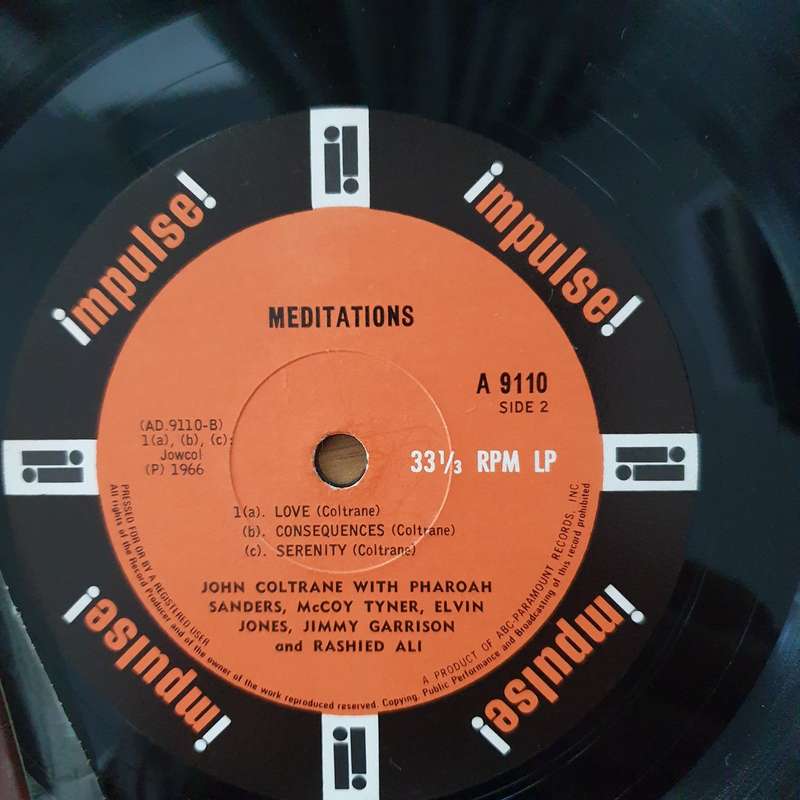 impulse!
impulse!
MEDITATIONS
A 9110
SIDE 2
(AD.9110-B)
1(a), (b), (c):
Jowcol
(P) 1966
33⅓ RPM LP
1(a). LOVE (Coltrane)
(b). CONSEQUENCES (Coltrane)
(c). SERENITY (Coltrane)
JOHN COLTRANE WITH PHAROAH
SANDERS, McCOY TYNER, ELVIN
JONES, JIMMY GARRISON
and RASHIED ALI
PRESSED FOR OR BY A REGISTERED USER
A PRODUCT OF ABC-PARAMOUNT RECORDS, INC
All rights of the Record Producer and of the owner of the work reproduced reserved. Copying, Public Performance and Broadcasting of this record prohibited
impulse!
impulse!